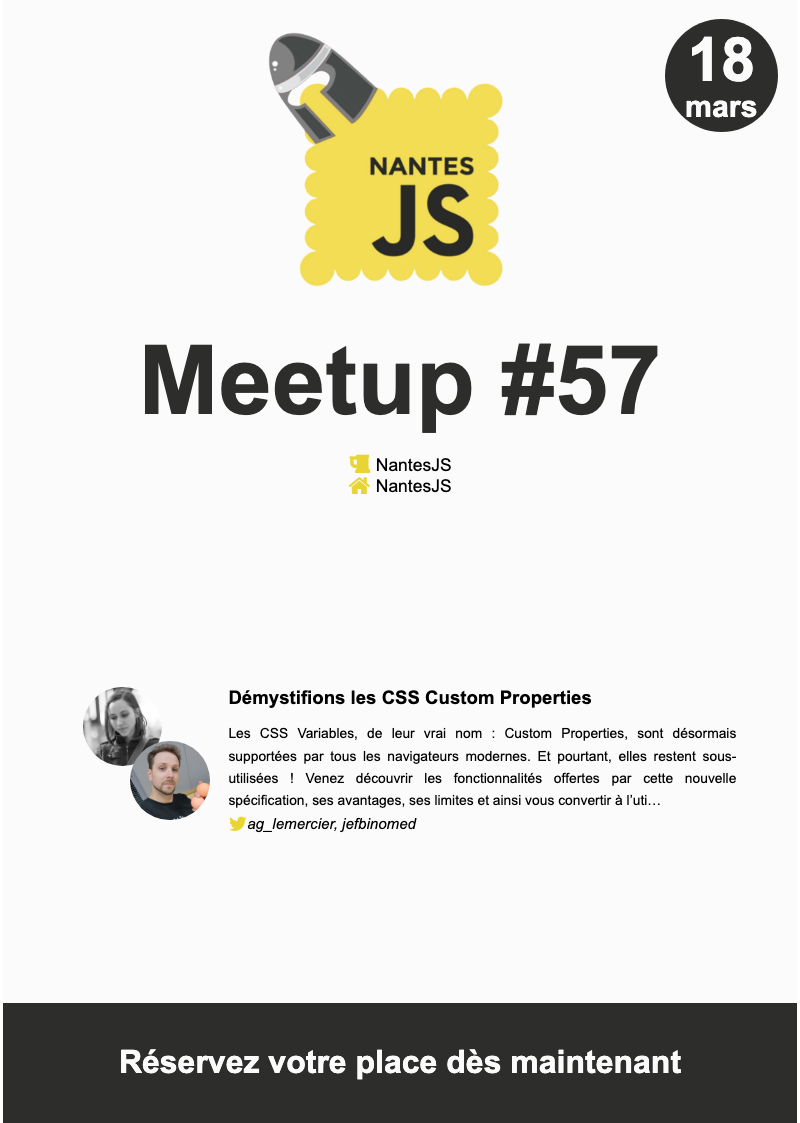 18
mars
NANTES
JS
Meetup #57
NantesJS
NantesJS
Démystifions les CSS Custom Properties
Les CSS Variables, de leur vrai nom : Custom Properties, sont désormais
supportées par tous les navigateurs modernes. Et pourtant, elles restent sous-
utilisées ! Venez découvrir les fonctionnalités offertes par cette nouvelle
spécification, ses avantages, ses limites et ainsi vous convertir à l’uti…
ag_lemercier, jefbinomed
Réservez votre place dès maintenant